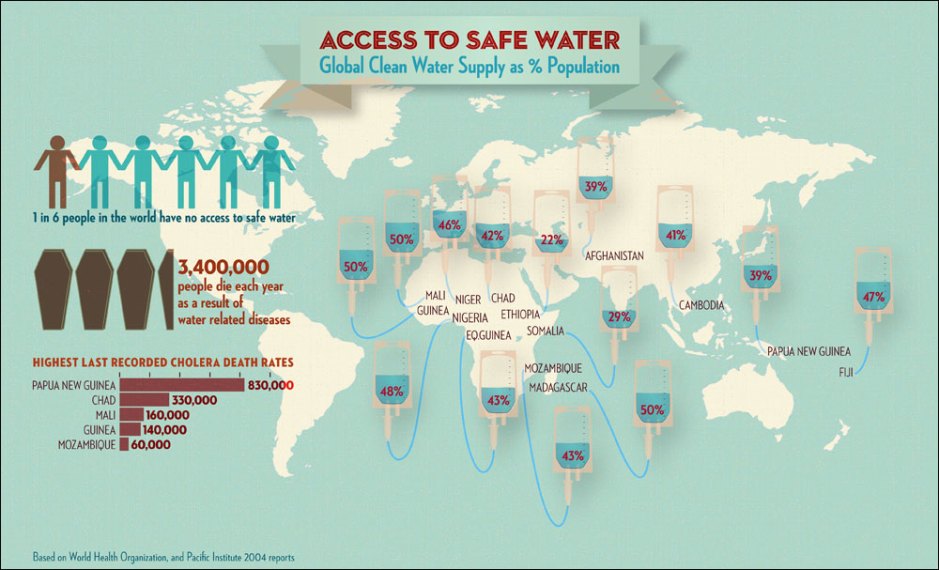 ACCESS TO SAFE WATER
Global Clean Water Supply as % Population
1 in 6 people in the world have no access to safe water
3,400,000
people die each year
as a result of
water related diseases
HIGHEST LAST RECORDED CHOLERA DEATH RATES
PAPUA NEW GUINEA 830,000
CHAD 330,000
MALI 160,000
GUINEA 140,000
MOZAMBIQUE 60,000
39%
50%
46%
42%
22%
41%
50%
39%
47%
29%
48%
43%
50%
43%
AFGHANISTAN
MALI
GUINEA
NIGER
NIGERIA
CHAD
EQ.GUINEA
ETHIOPIA
SOMALIA
MOZAMBIQUE
MADAGASCAR
CAMBODIA
PAPUA NEW GUINEA
FIJI
Based on World Health Organization, and Pacific Institute 2004 reports